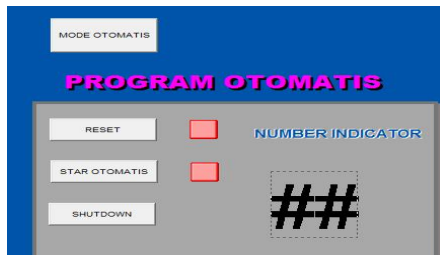 MODE OTOMATIS
PROGRAM OTOMATIS
RESET
NUMBER INDICATOR
STAR OTOMATIS
##
SHUTDOWN